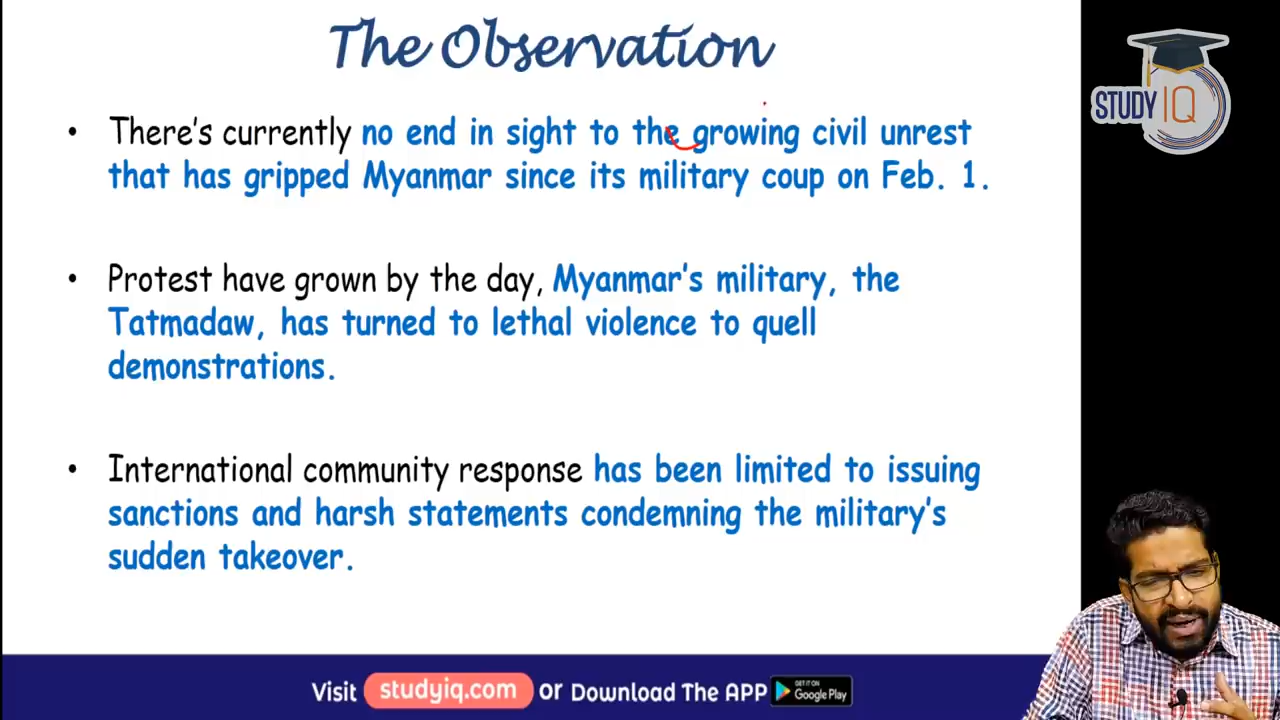 The Observation
STUDY IQ
• There's currently no end in sight to the growing civil unrest
that has gripped Myanmar since its military coup on Feb. 1.
• Protest have grown by the day, Myanmar's military, the
Tatmadaw, has turned to lethal violence to quell
demonstrations.
• International community response has been limited to issuing
sanctions and harsh statements condemning the military's
sudden takeover.
Visit studyiq.com or Download The APP GET IT ON Google Play